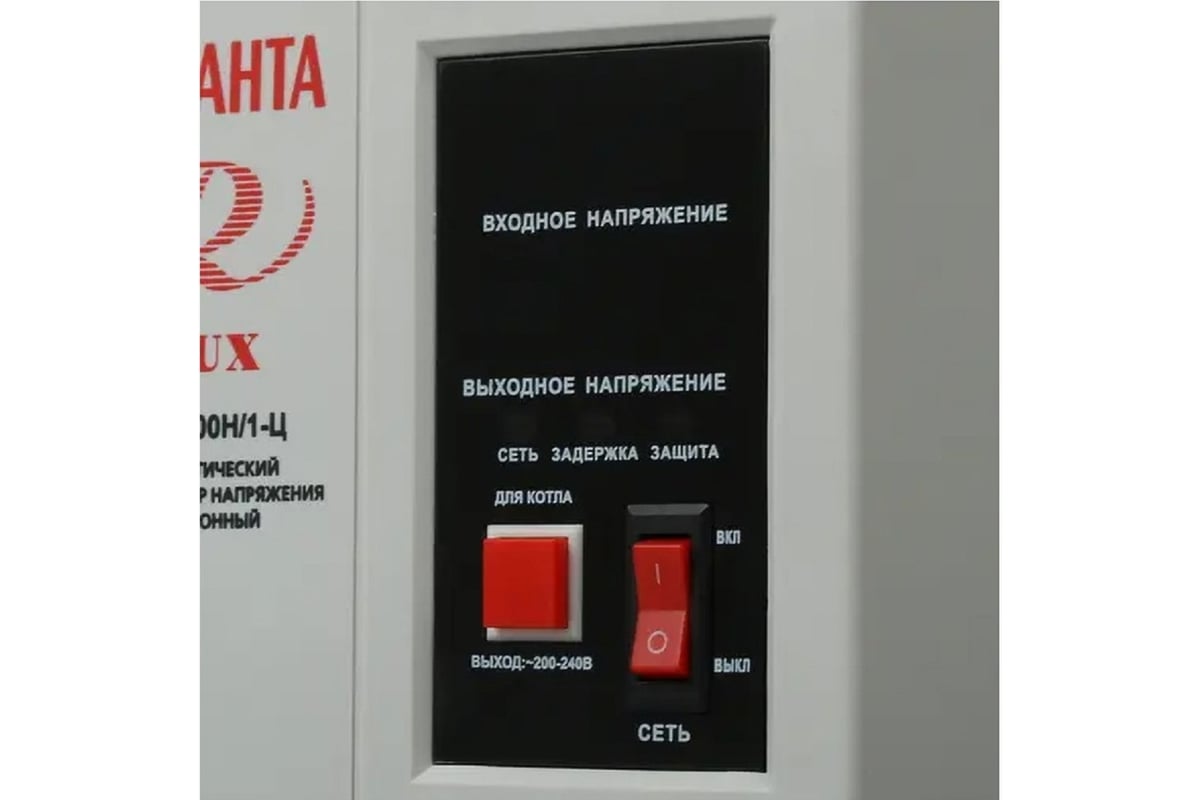 АНТА
R
UX
00Н/1-Ц
ТИЧЕСКИЙ
Р НАПРЯЖЕНИЯ
ОННЫЙ
ВХОДНОЕ НАПРЯЖЕНИЕ
ВЫХОДНОЕ НАПРЯЖЕНИЕ
СЕТЬ ЗАДЕРЖКА ЗАЩИТА
ДЛЯ КОТЛА
ВКЛ
I
O
ВЫХОД:~200-240В
ВЫКЛ
СЕТЬ